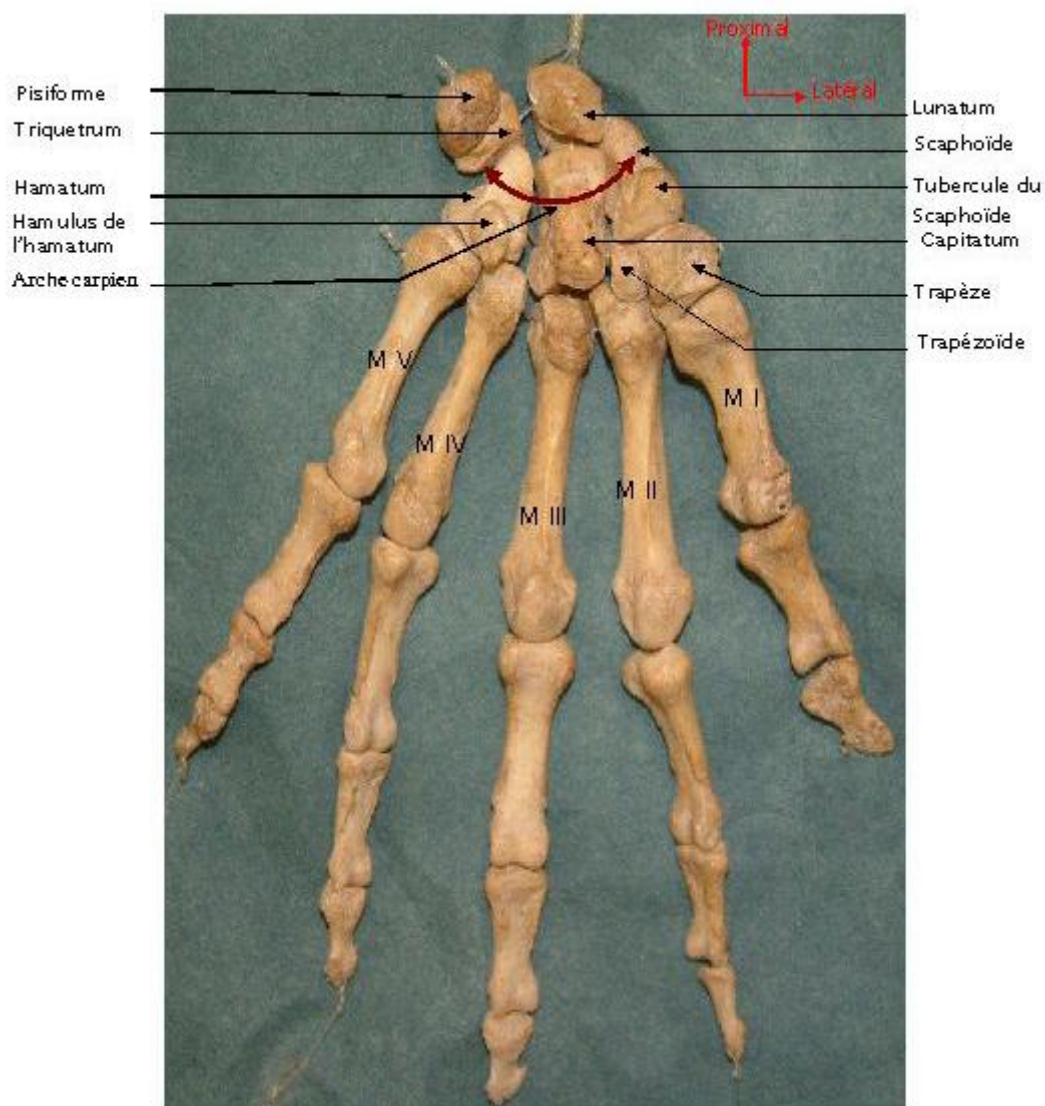 Proximal
Latéral
Pisiforme
Triquetrum
Hamatum
Hamulus de
l'hamatum
Arche carpien
Lunatum
Scaphoïde
Tubercule du
Scaphoïde
Capitatum
Trapèze
Trapézoïde
M V
M IV
M III
M II
M I